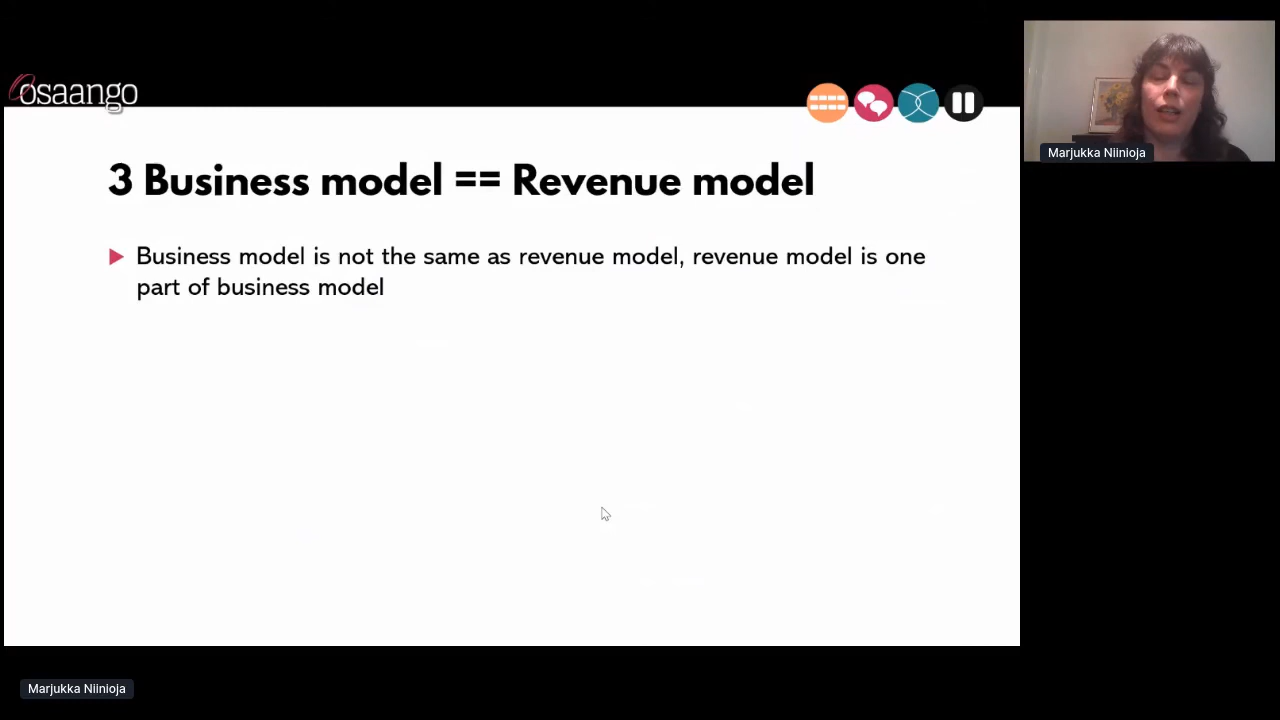 osaango
3 Business model == Revenue model
Business model is not the same as revenue model, revenue model is one
part of business model
Marjukka Niinioja
Marjukka Niinioja